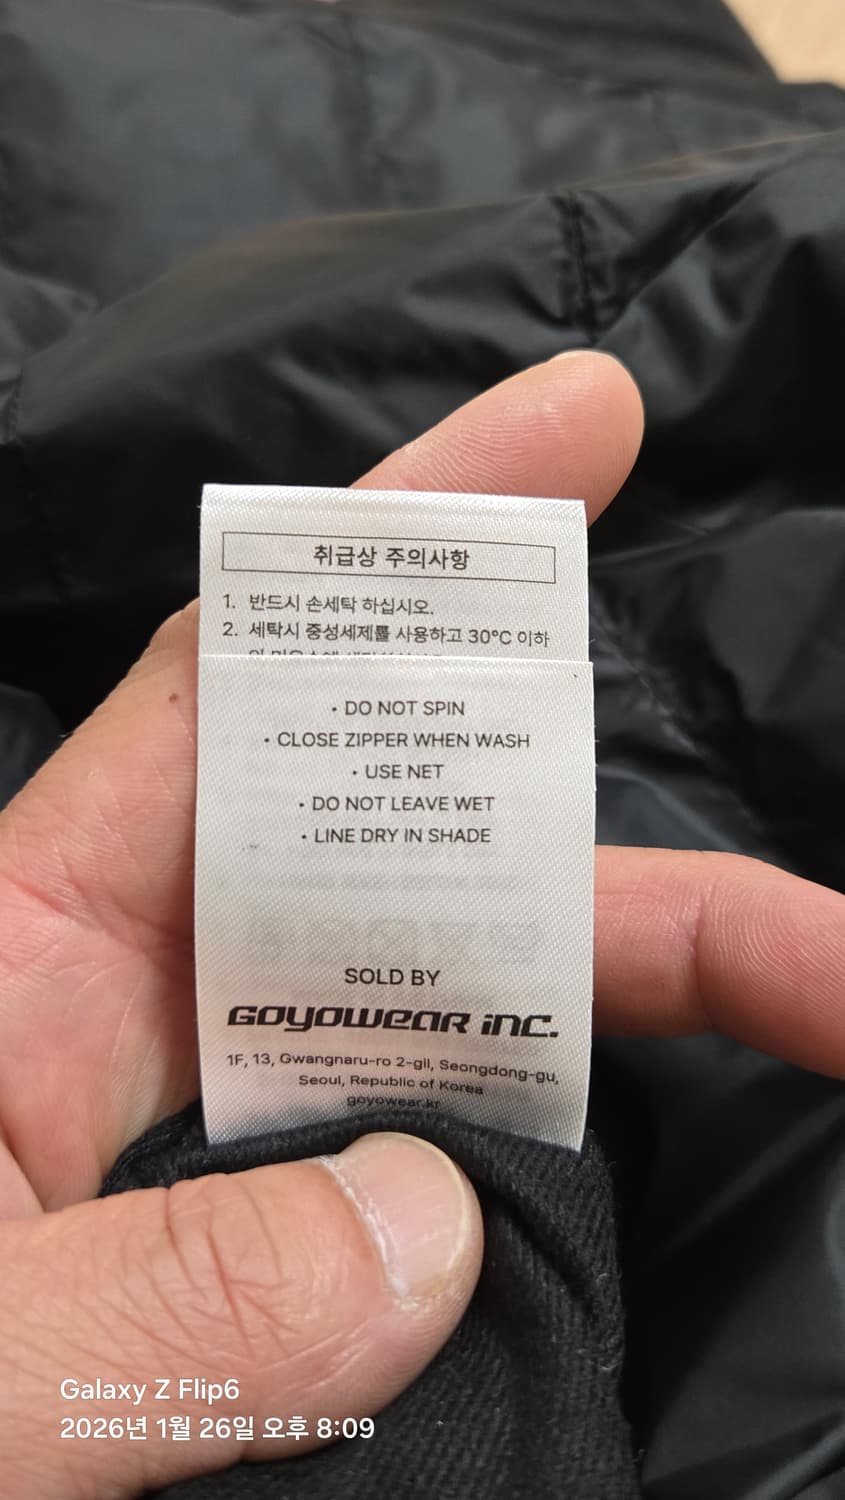 취급상 주의사항
1. 반드시 손세탁 하십시오.
2. 세탁시 중성세제를 사용하고 30°C 이하
• DO NOT SPIN
• CLOSE ZIPPER WHEN WASH
• USE NET
• DO NOT LEAVE WET
• LINE DRY IN SHADE
SOLD BY
GOYOWEAR INC.
1F, 13, Gwangnaru-ro 2-gil, Seongdong-gu,
Seoul, Republic of Korea
goyowear.kr
Galaxy Z Flip6
2026년 1월 26일 오후 8:09